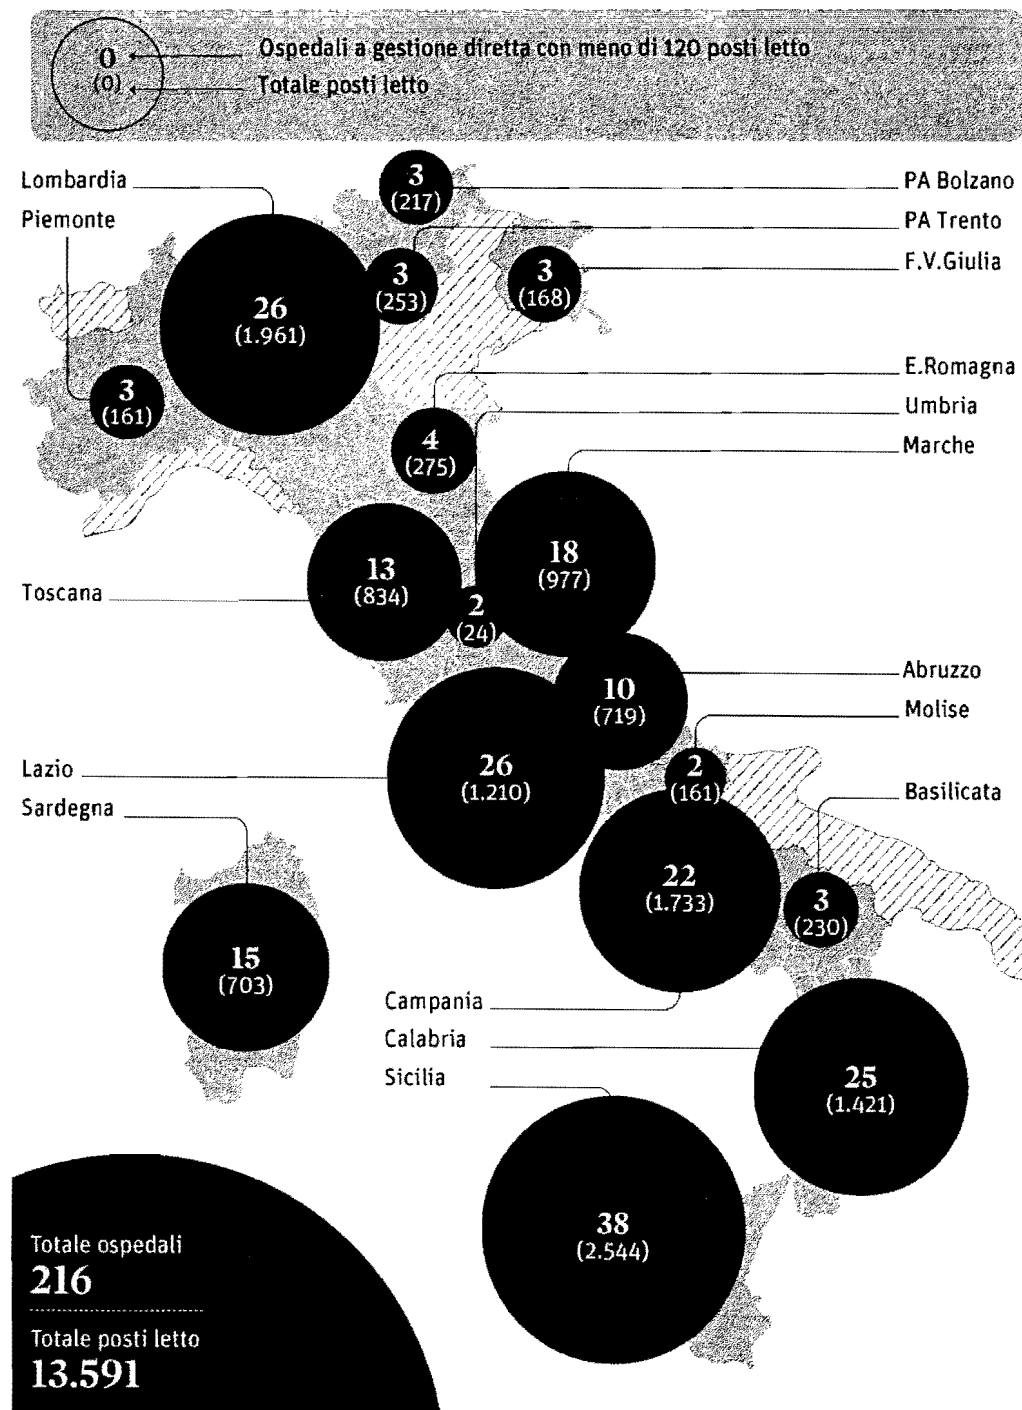 0
(0)
Ospedali a gestione diretta con meno di 120 posti letto
Totale posti letto
Lombardia
Piemonte
3
(217)
PA Bolzano
PA Trento
F.V.Giulia
26
(1.961)
3
(253)
3
(168)
3
(161)
E.Romagna
Umbria
Marche
4
(275)
13
(834)
18
(977)
Toscana
2
(24)
Abruzzo
Molise
10
(719)
Lazio
Sardegna
26
(1.210)
2
(161)
Basilicata
22
(1.733)
3
(230)
15
(703)
Campania
Calabria
Sicilia
25
(1.421)
38
(2.544)
Totale ospedali
216
Totale posti letto
13.591